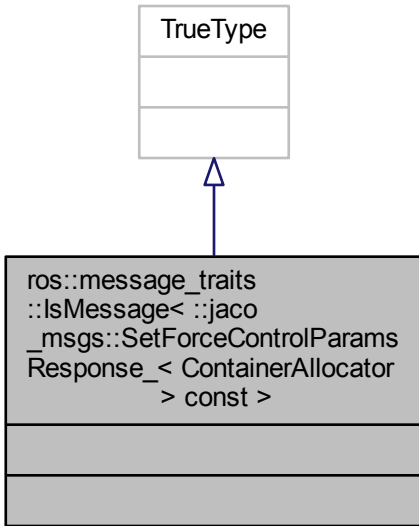 TrueType
ros::message_traits
::IsMessage< ::jaco
_msgs::SetForceControlParams
Response_< ContainerAllocator
> const >